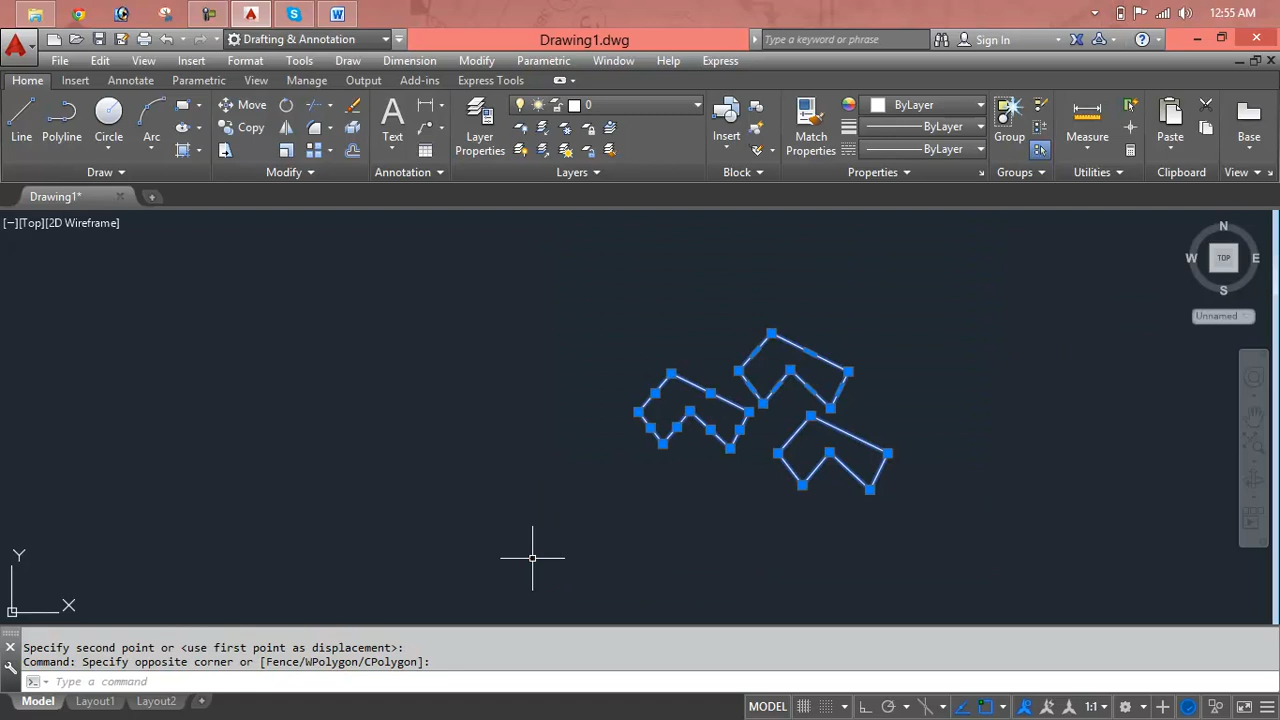 12:55 AM
Drafting & Annotation
Drawing1.dwg
Type a keyword or phrase
Sign In
File Edit View Insert Format Tools Draw Dimension Modify Parametric Window Help Express
Home Insert Annotation Parametric View Manage Output Add-ins Express Tools
Line Polyline Circle Arc
Move
Copy
Text
Layer Properties
0
Insert
Match Properties
ByLayer
ByLayer
ByLayer
Group
Measure
Paste
Base
Draw Modify Annotation Layers Block Properties Groups Utilities Clipboard View
Drawing1*
[−][Top][2D Wireframe]
N
W TOP E
S
Unnamed
Y
X
Specify second point or <use first point as displacement>:
Command: Specify opposite corner or [Fence/WPolygon/CPolygon]:
Type a command
Model Layout1 Layout2
MODEL
1:1